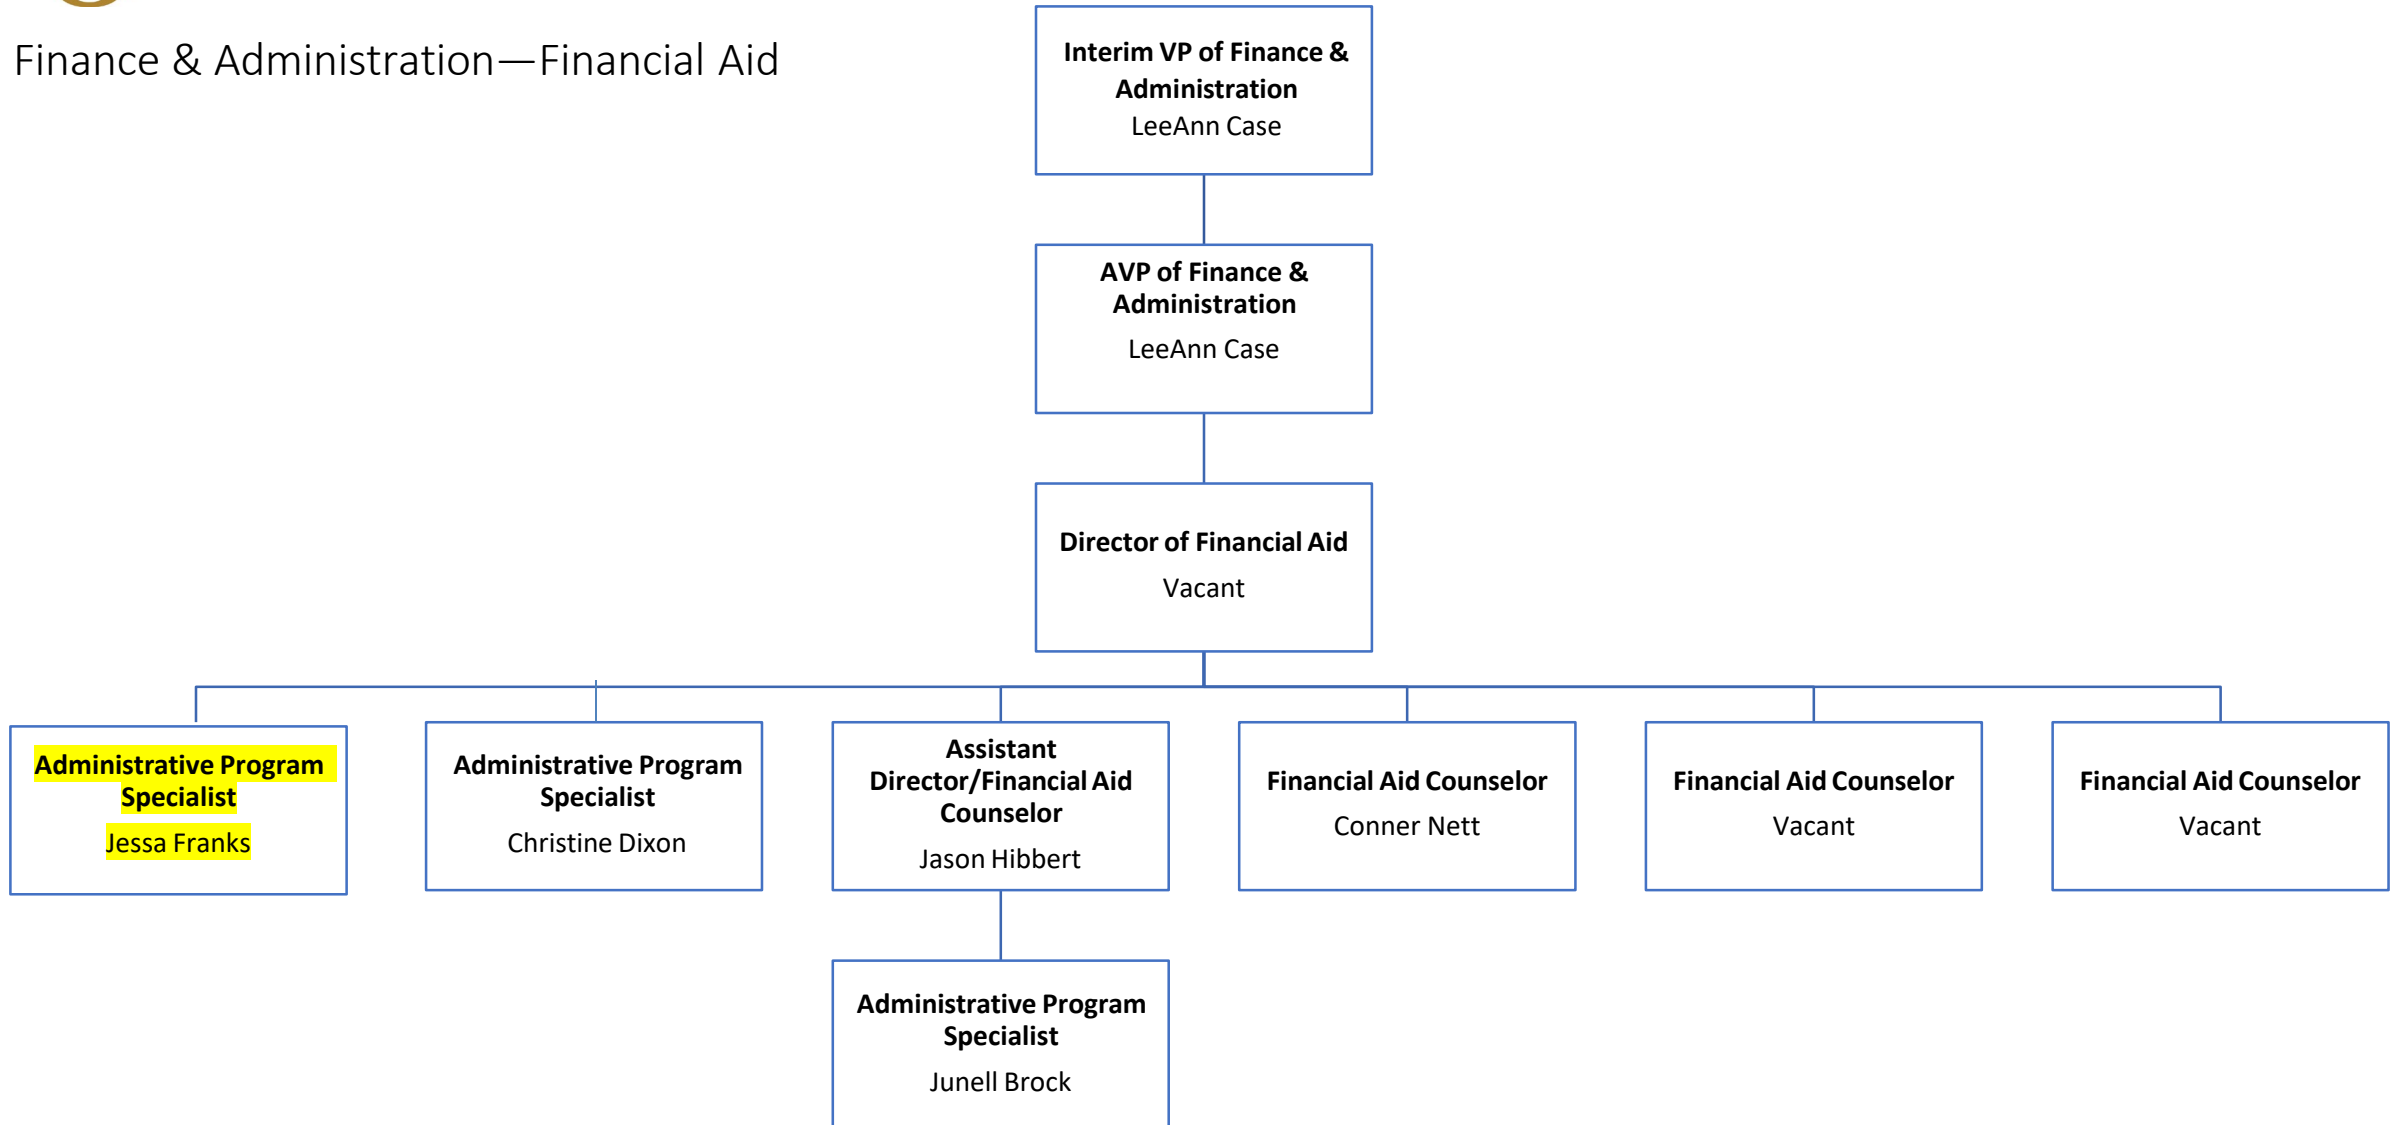 Finance & Administration—Financial Aid
Interim VP of Finance &
Administration
LeeAnn Case
AVP of Finance &
Administration
LeeAnn Case
Director of Financial Aid
Vacant
Administrative Program
Specialist
Jessa Franks
Administrative Program
Specialist
Christine Dixon
Assistant
Director/Financial Aid
Counselor
Jason Hibbert
Financial Aid Counselor
Conner Nett
Financial Aid Counselor
Vacant
Financial Aid Counselor
Vacant
Administrative Program
Specialist
Junell Brock